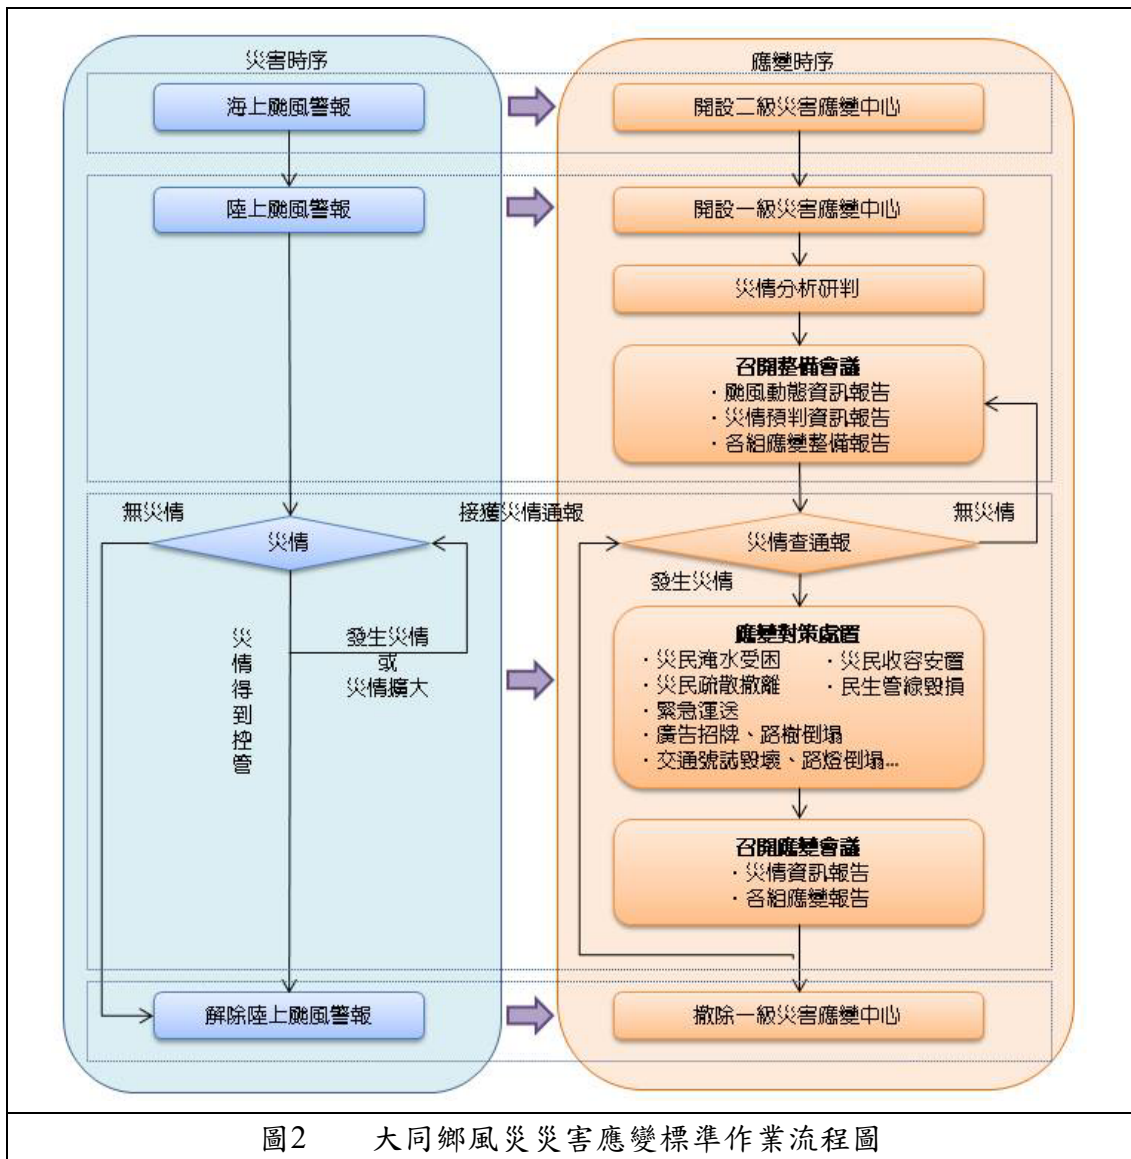 災害時序
應變時序
海上颱風警報
開設二級災害應變中心
陸上颱風警報
開設一級災害應變中心
災情分析研判
召開整備會議
・颱風動態資訊報告
・災情預判資訊報告
・各組應變整備報告
無災情
接獲災情通報
無災情
災情
災情查通報
發生災情
災情得到控管
發生災情
或
災情擴大
應變對策處置
・災民淹水受困
・災民收容安置
・災民疏散撤離
・民生管線毀損
・緊急運送
・廣告招牌、路樹倒塌
・交通號誌毀壞、路燈倒塌...
召開應變會議
・災情資訊報告
・各組應變報告
解除陸上颱風警報
撤除一級災害應變中心
圖2 大同鄉風災災害應變標準作業流程圖